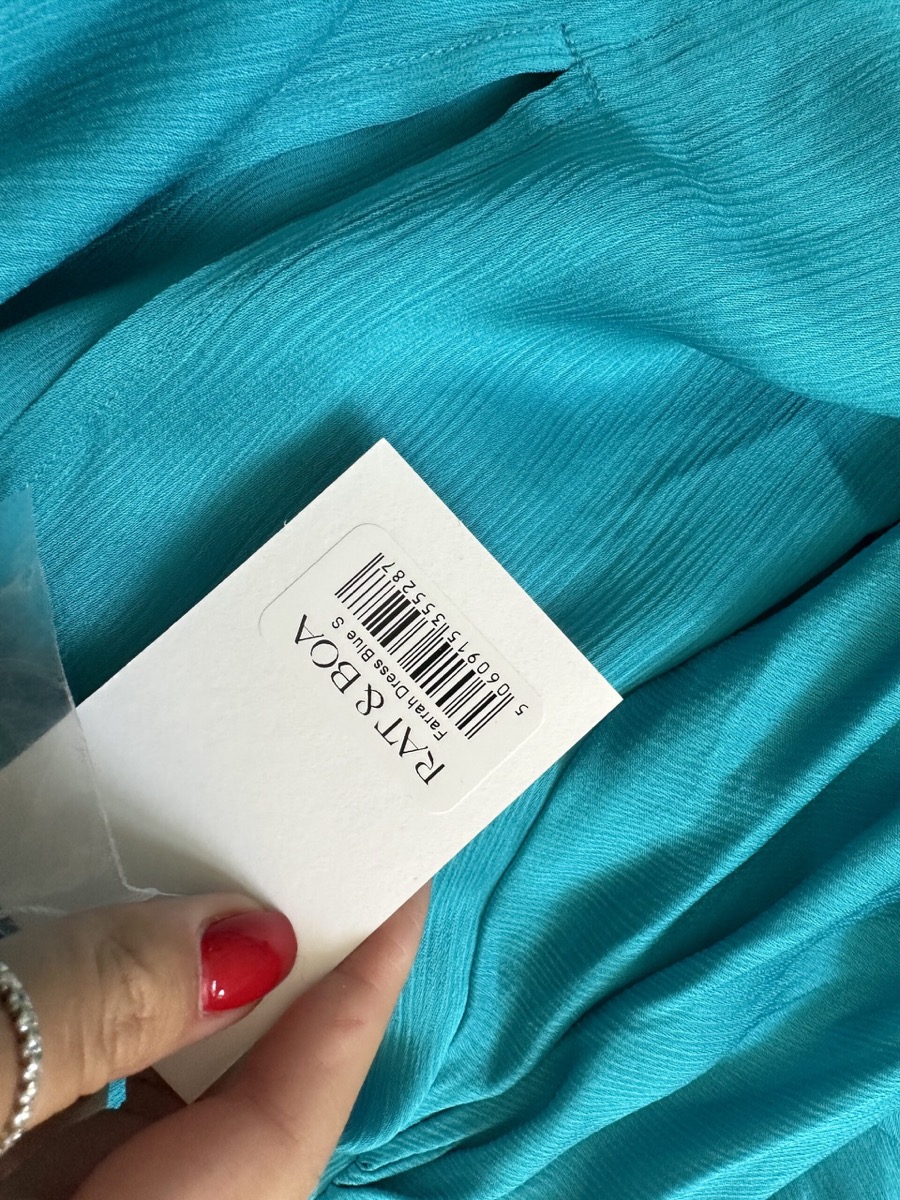 RAT & BOA
Farrah Dress Blue S
5 060915 355287